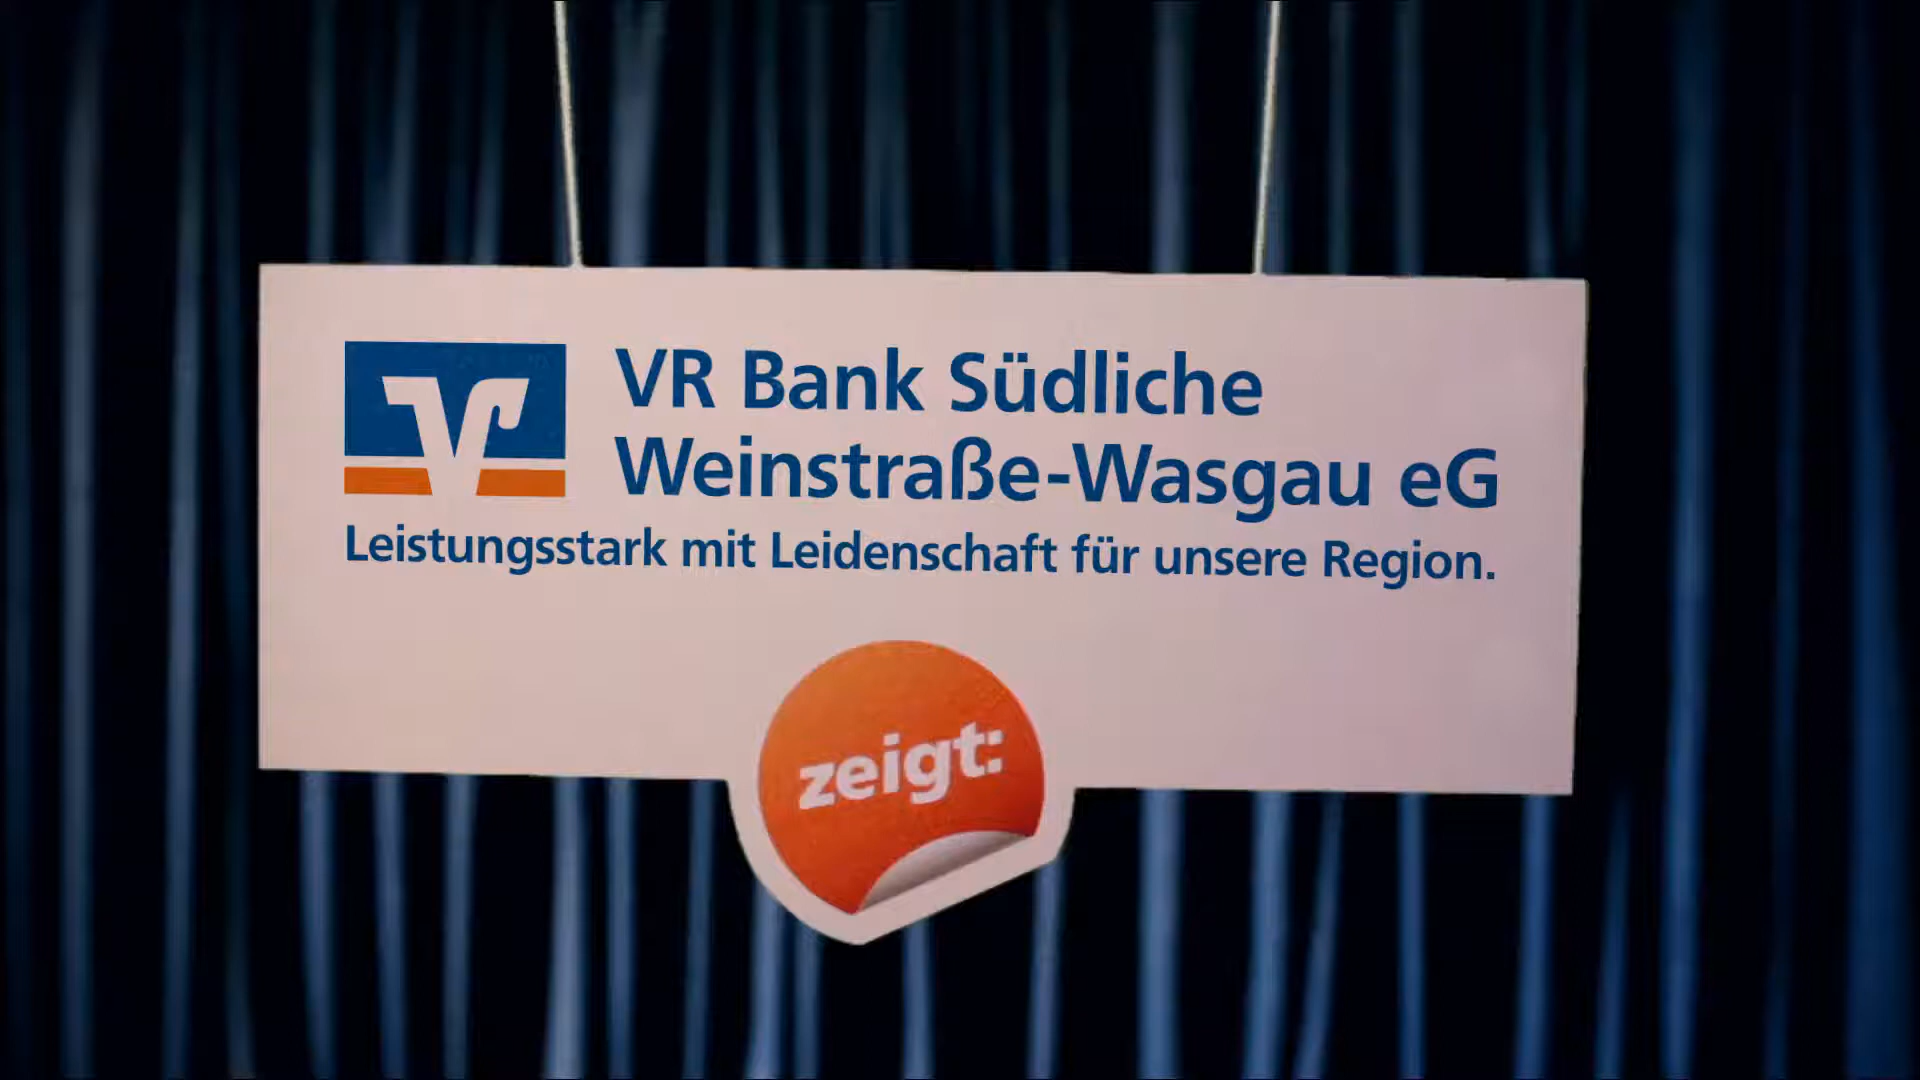 VR Bank Südliche
Weinstraße-Wasgau eG
Leistungsstark mit Leidenschaft für unsere Region.
zeigt: